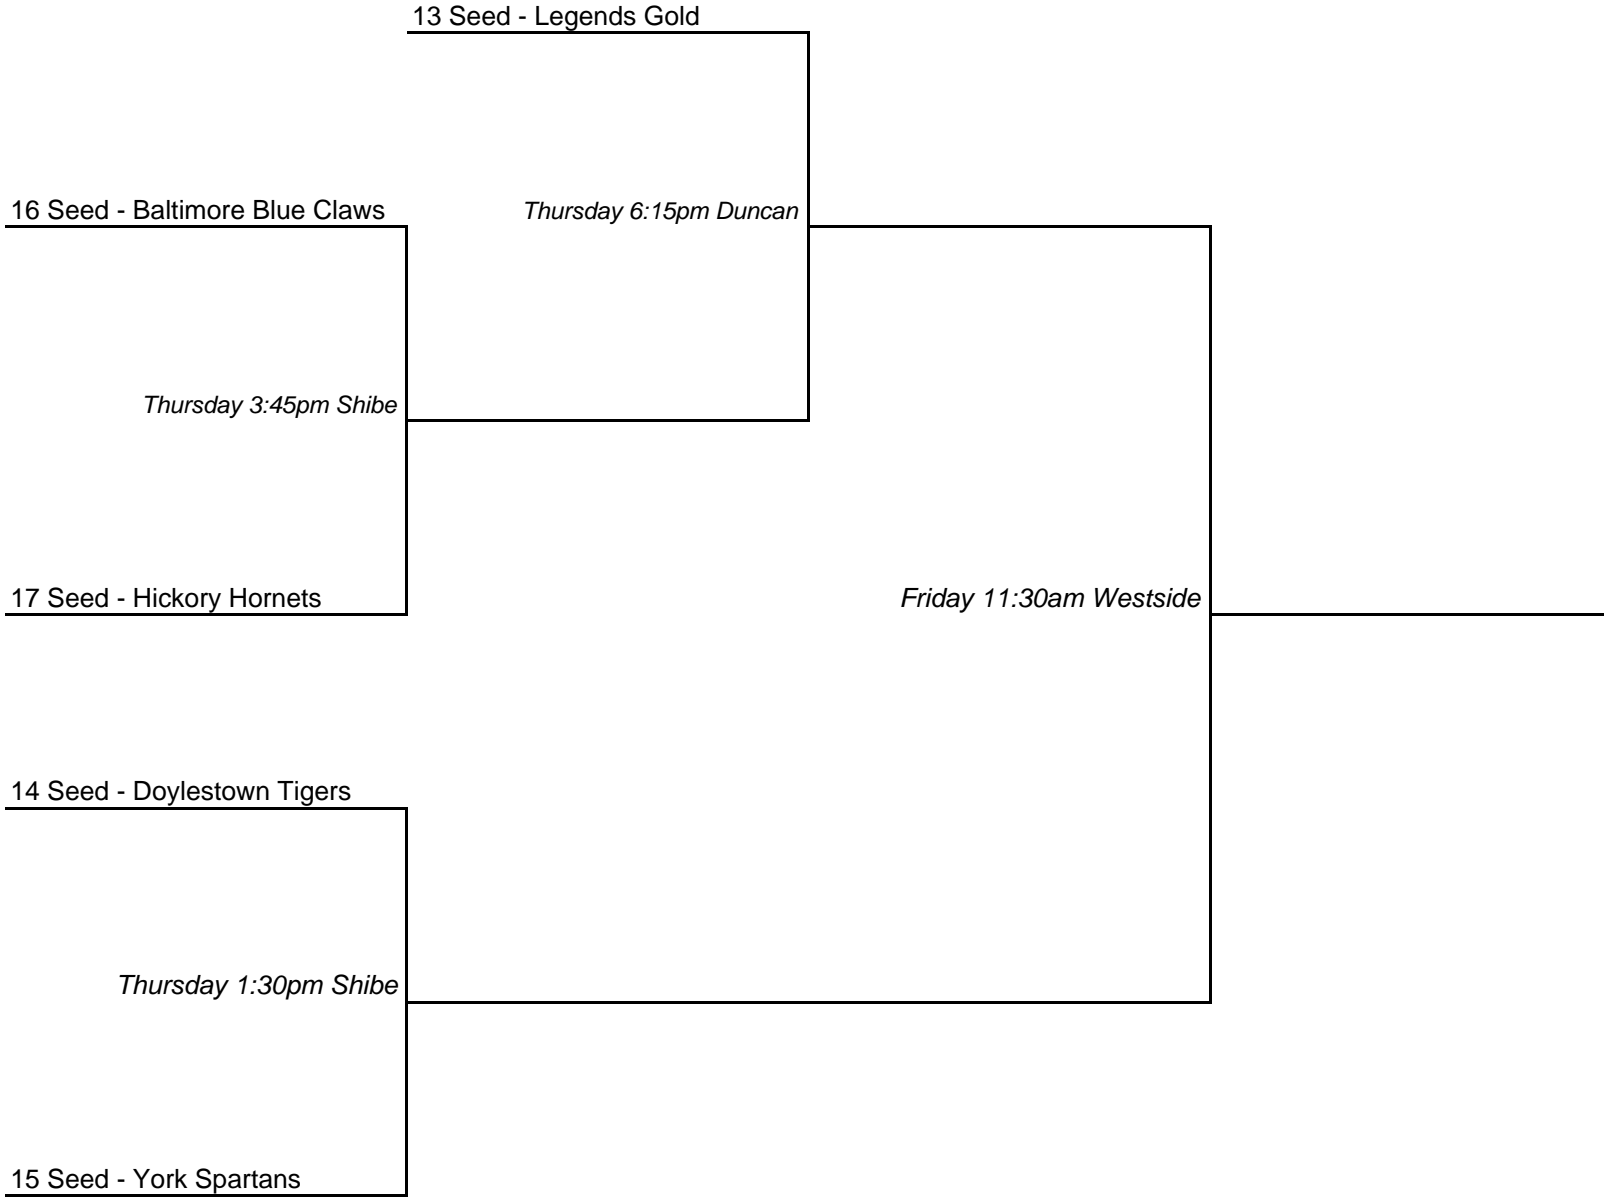 13 Seed - Legends Gold
16 Seed - Baltimore Blue Claws
Thursday 6:15pm Duncan
Thursday 3:45pm Shibe
17 Seed - Hickory Hornets
Friday 11:30am Westside
14 Seed - Doylestown Tigers
Thursday 1:30pm Shibe
15 Seed - York Spartans